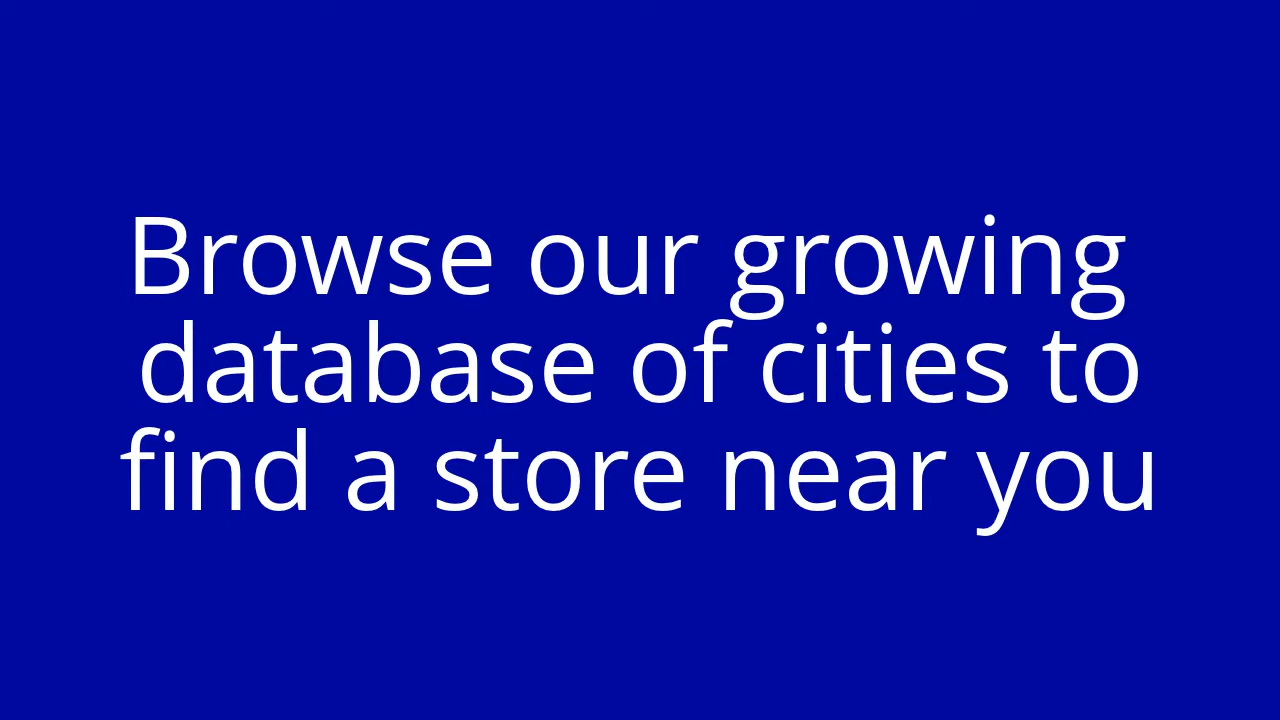 Browse our growing
database of cities to
find a store near you